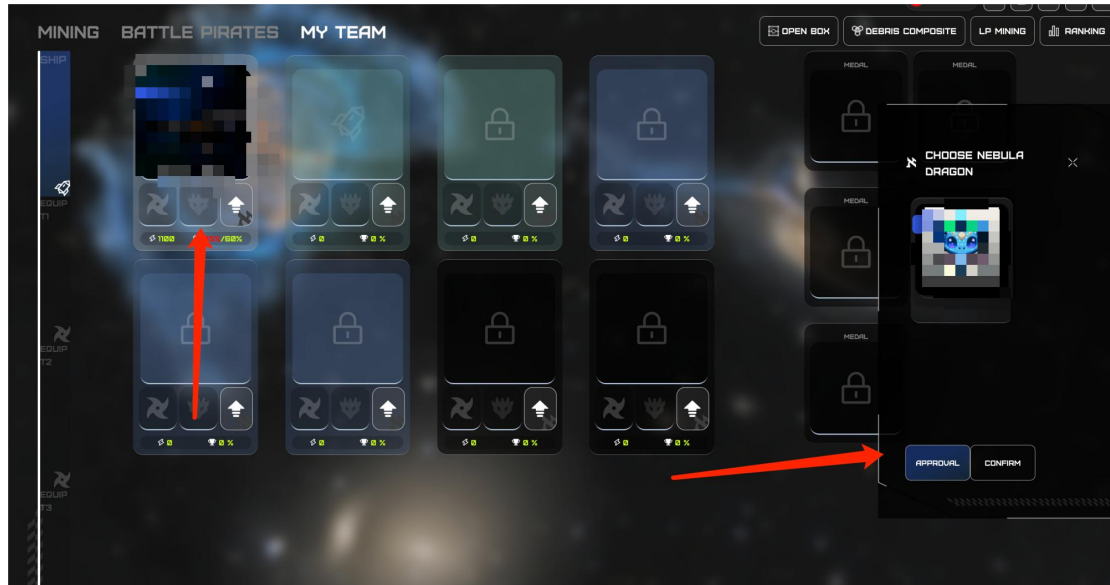 MINING BATTLE PIRATES MY TEAM
OPEN BOX DEBRIS COMPOSITE LP MINING RANKING
SHIP
EQUIP
T1
EQUIP
T2
EQUIP
T3
1100 /80%
0 0 %
0 0 %
0 0 %
0 0 %
0 0 %
0 0 %
0 0 %
MEDAL MEDAL
MEDAL
MEDAL
CHOOSE NEBULA
DRAGON
APPROVAL CONFIRM